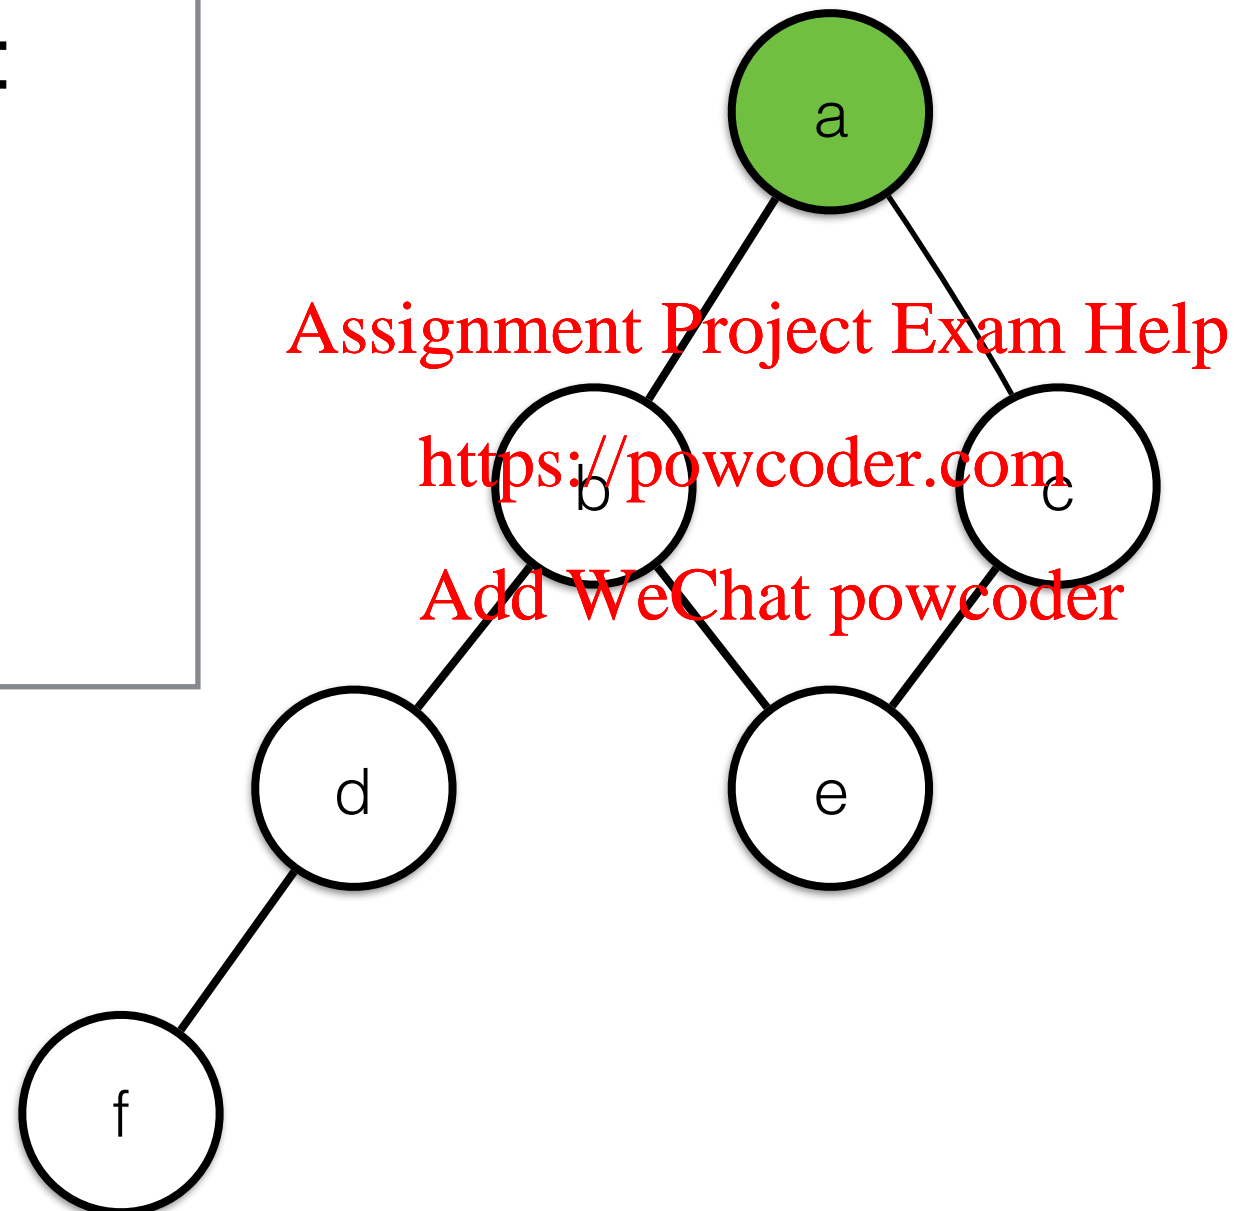 :
a
Assignment Project Exam Help
https://powcoder.com
b
c
Add WeChat powcoder
d
e
f